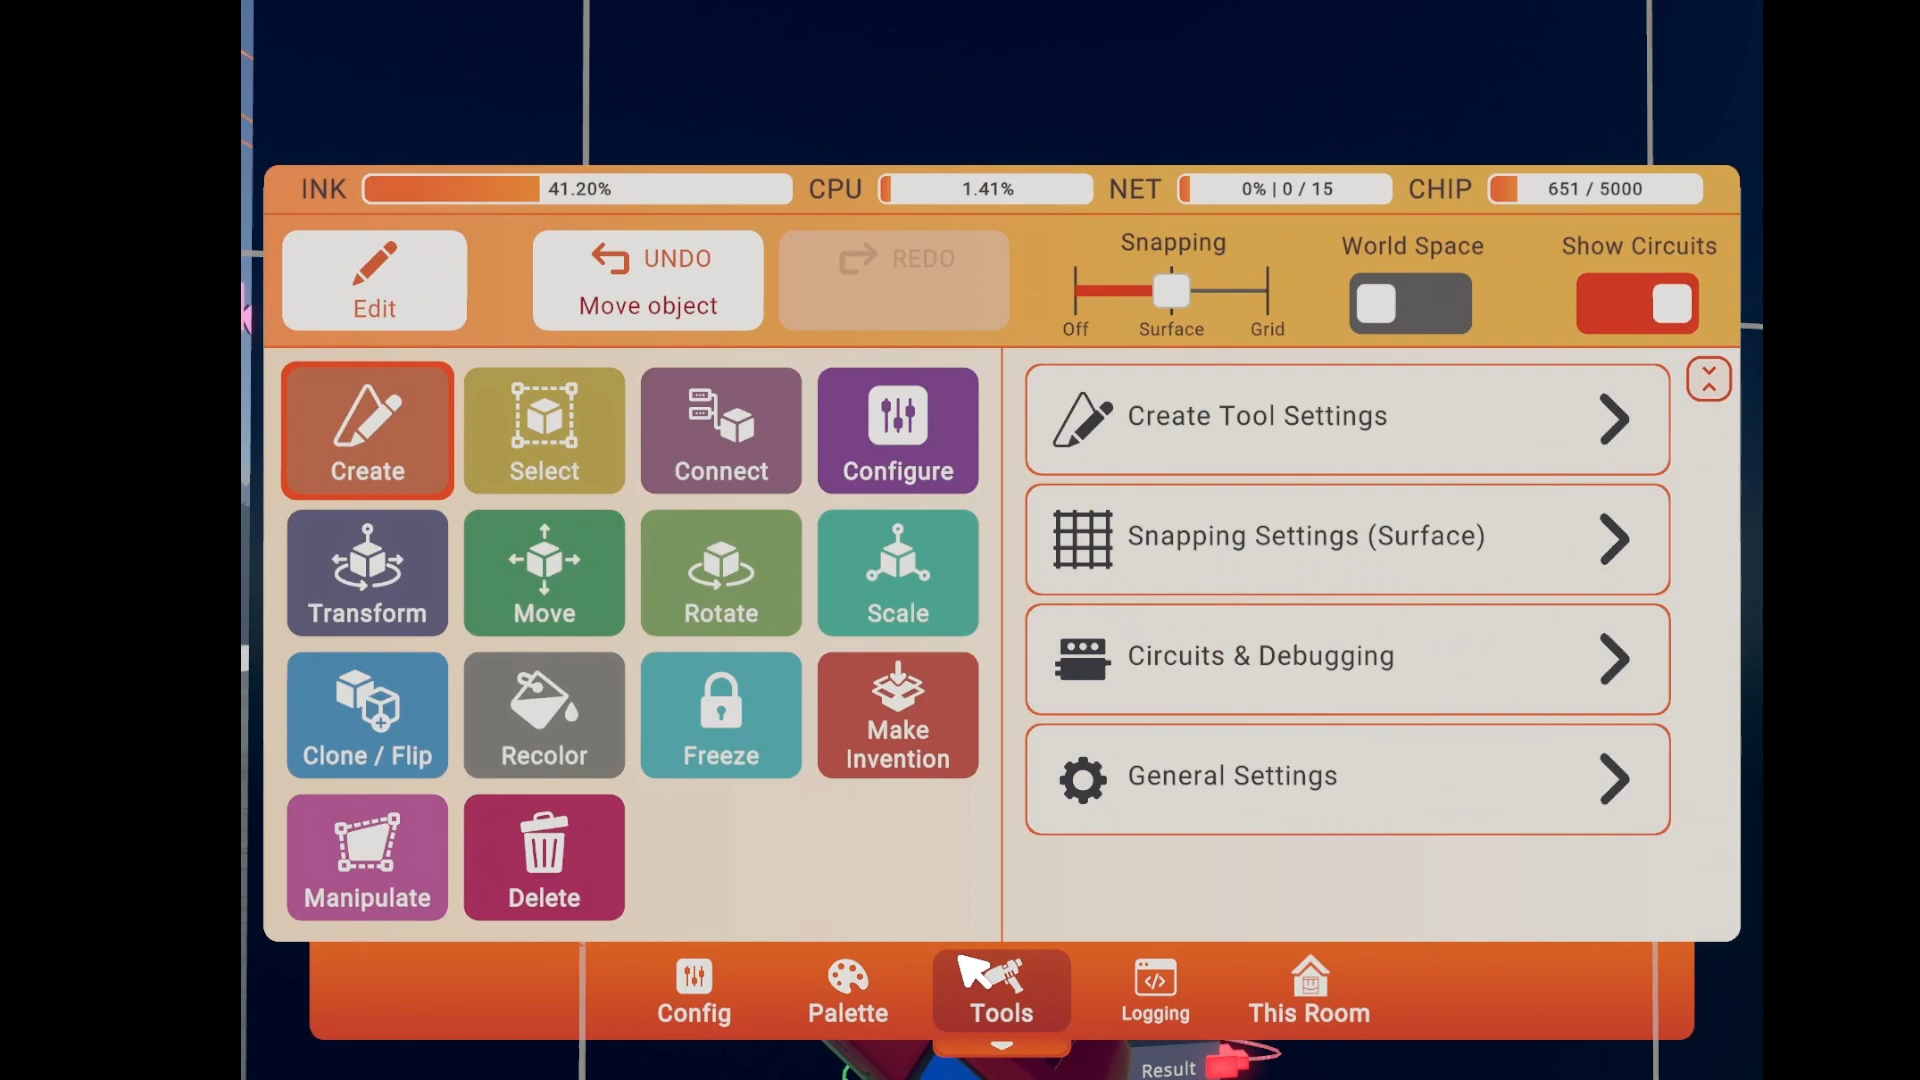 INK 41.20% CPU 1.41% NET 0% | 0 / 15 CHIP 651 / 5000
Edit
UNDO
Move object
REDO
Snapping
Off Surface Grid
World Space
Show Circuits
Create Select Connect Configure
Transform Move Rotate Scale
Clone / Flip Recolor Freeze Make
Invention
Manipulate Delete
Create Tool Settings
Snapping Settings (Surface)
Circuits & Debugging
General Settings
Config Palette Tools Logging This Room
Result